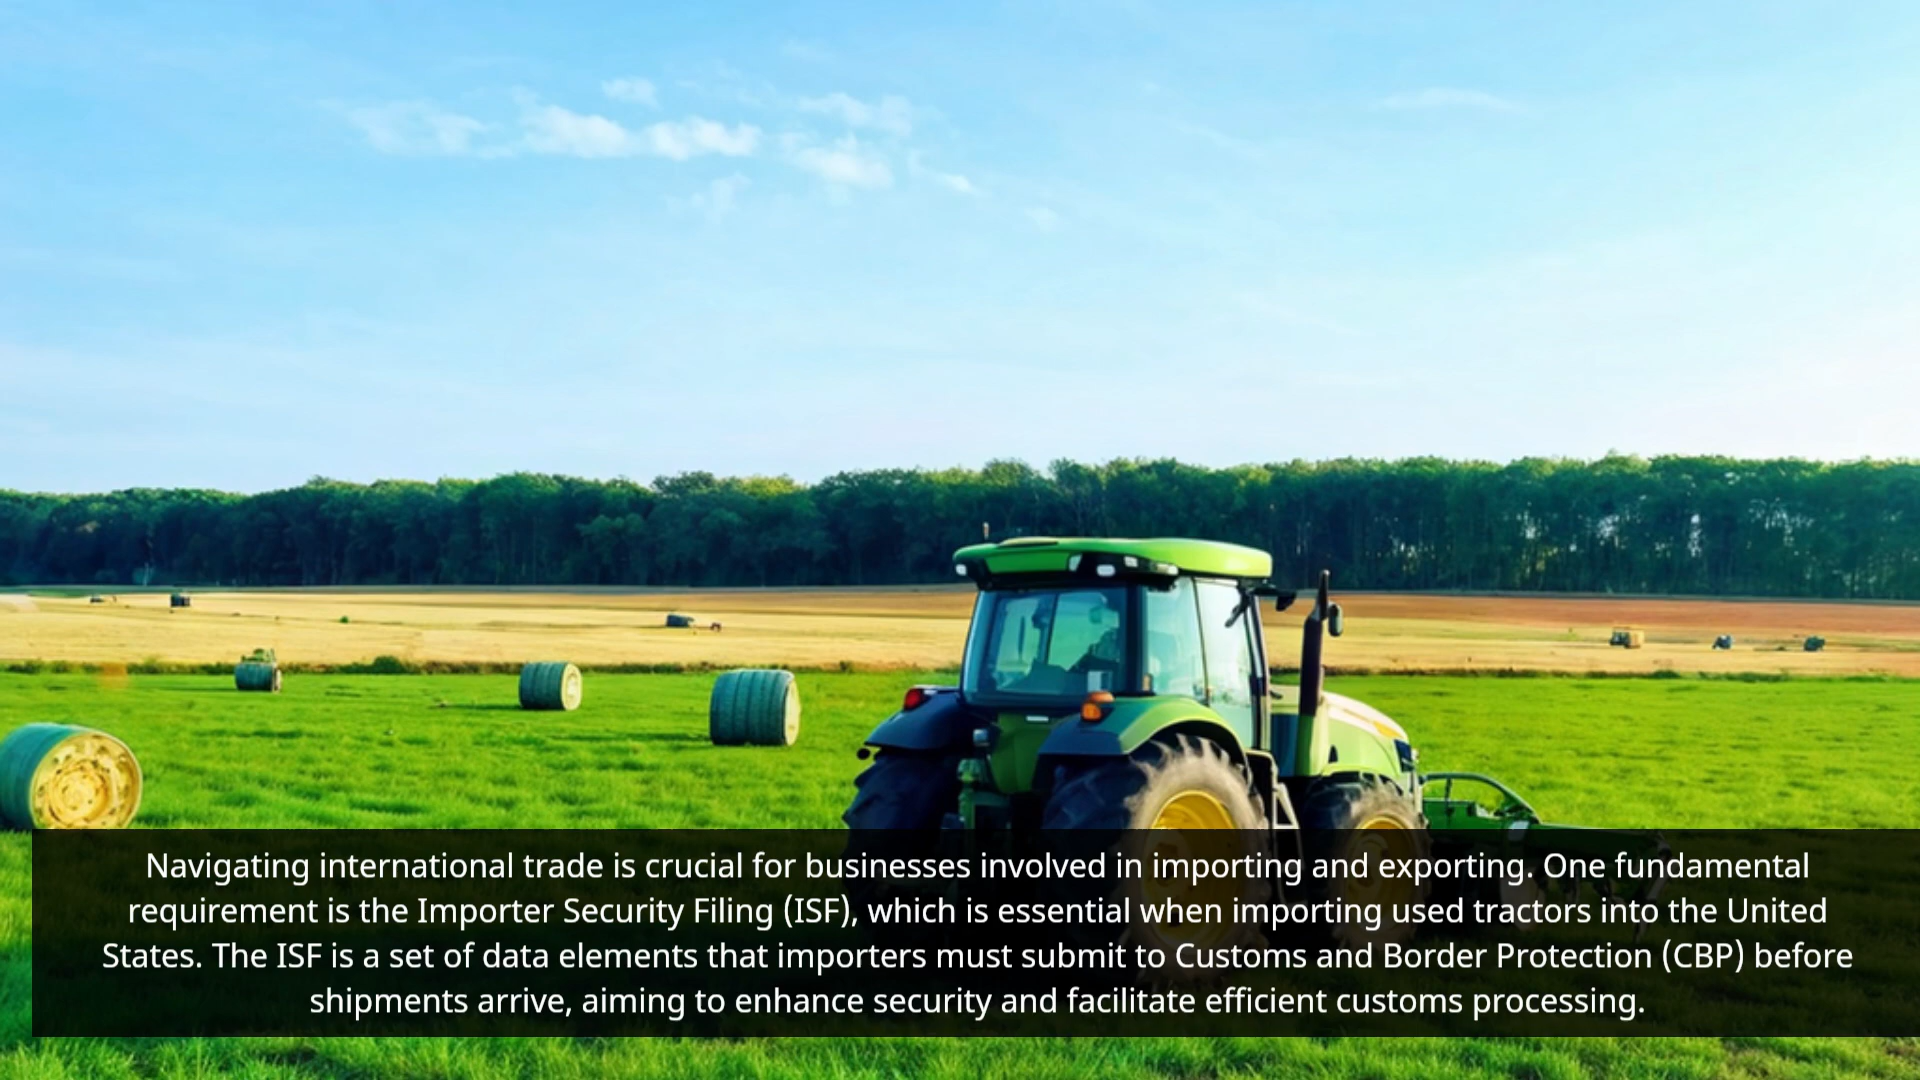 Navigating international trade is crucial for businesses involved in importing and exporting. One fundamental
requirement is the Importer Security Filing (ISF), which is essential when importing used tractors into the United
States. The ISF is a set of data elements that importers must submit to Customs and Border Protection (CBP) before
shipments arrive, aiming to enhance security and facilitate efficient customs processing.